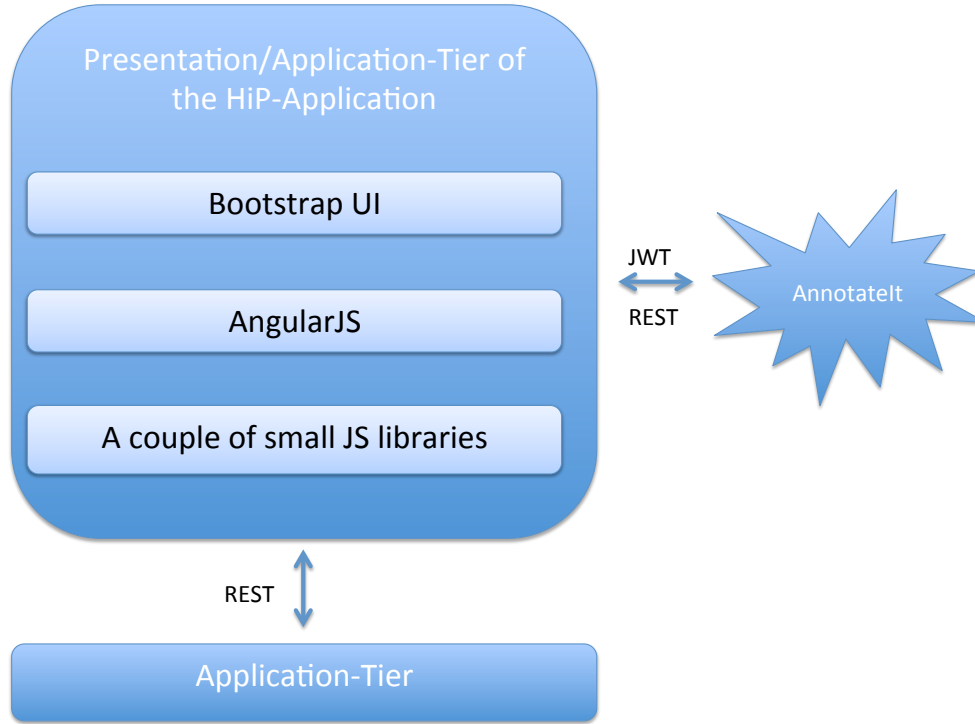 Presentation/Application-Tier of
the HiP-Application
Bootstrap UI
AngularJS
A couple of small JS libraries
JWT
REST
AnnotateIt
REST
Application-Tier